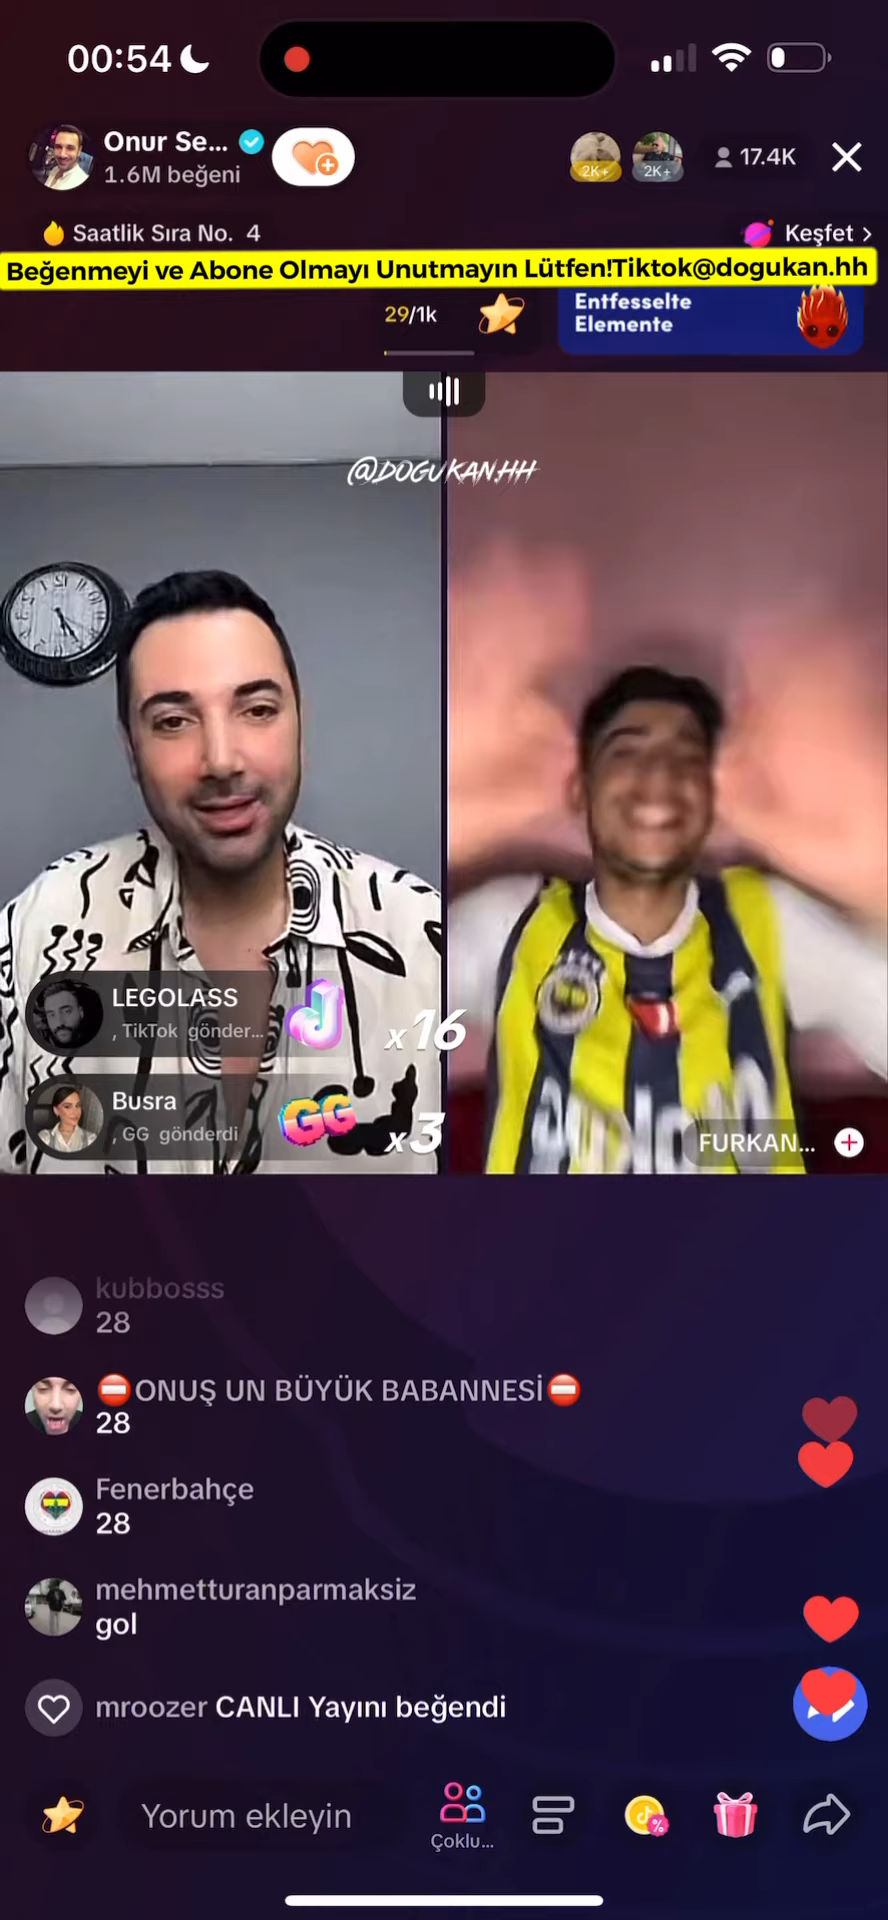 00:54
Onur Se...
1.6M beğeni
2K+
2K+
17.4K
Saatlik Sıra No. 4
Keşfet >
Beğenmeyi ve Abone Olmayı Unutmayın Lütfen!Tiktok@dogukan.hh
29/1k
Entfesselte
Elemente
@DOGUKAN.HH
LEGOLASS
, TikTok gönder...
x16
Busra
, GG gönderdi
GG
x3
FURKAN...
kubbosss
28
⛔ONUŞ UN BÜYÜK BABANNESİ⛔
28
Fenerbahçe
28
mehmetturanparmaksiz
gol
mroozer CANLI Yayını beğendi
Yorum ekleyin
Çoklu...